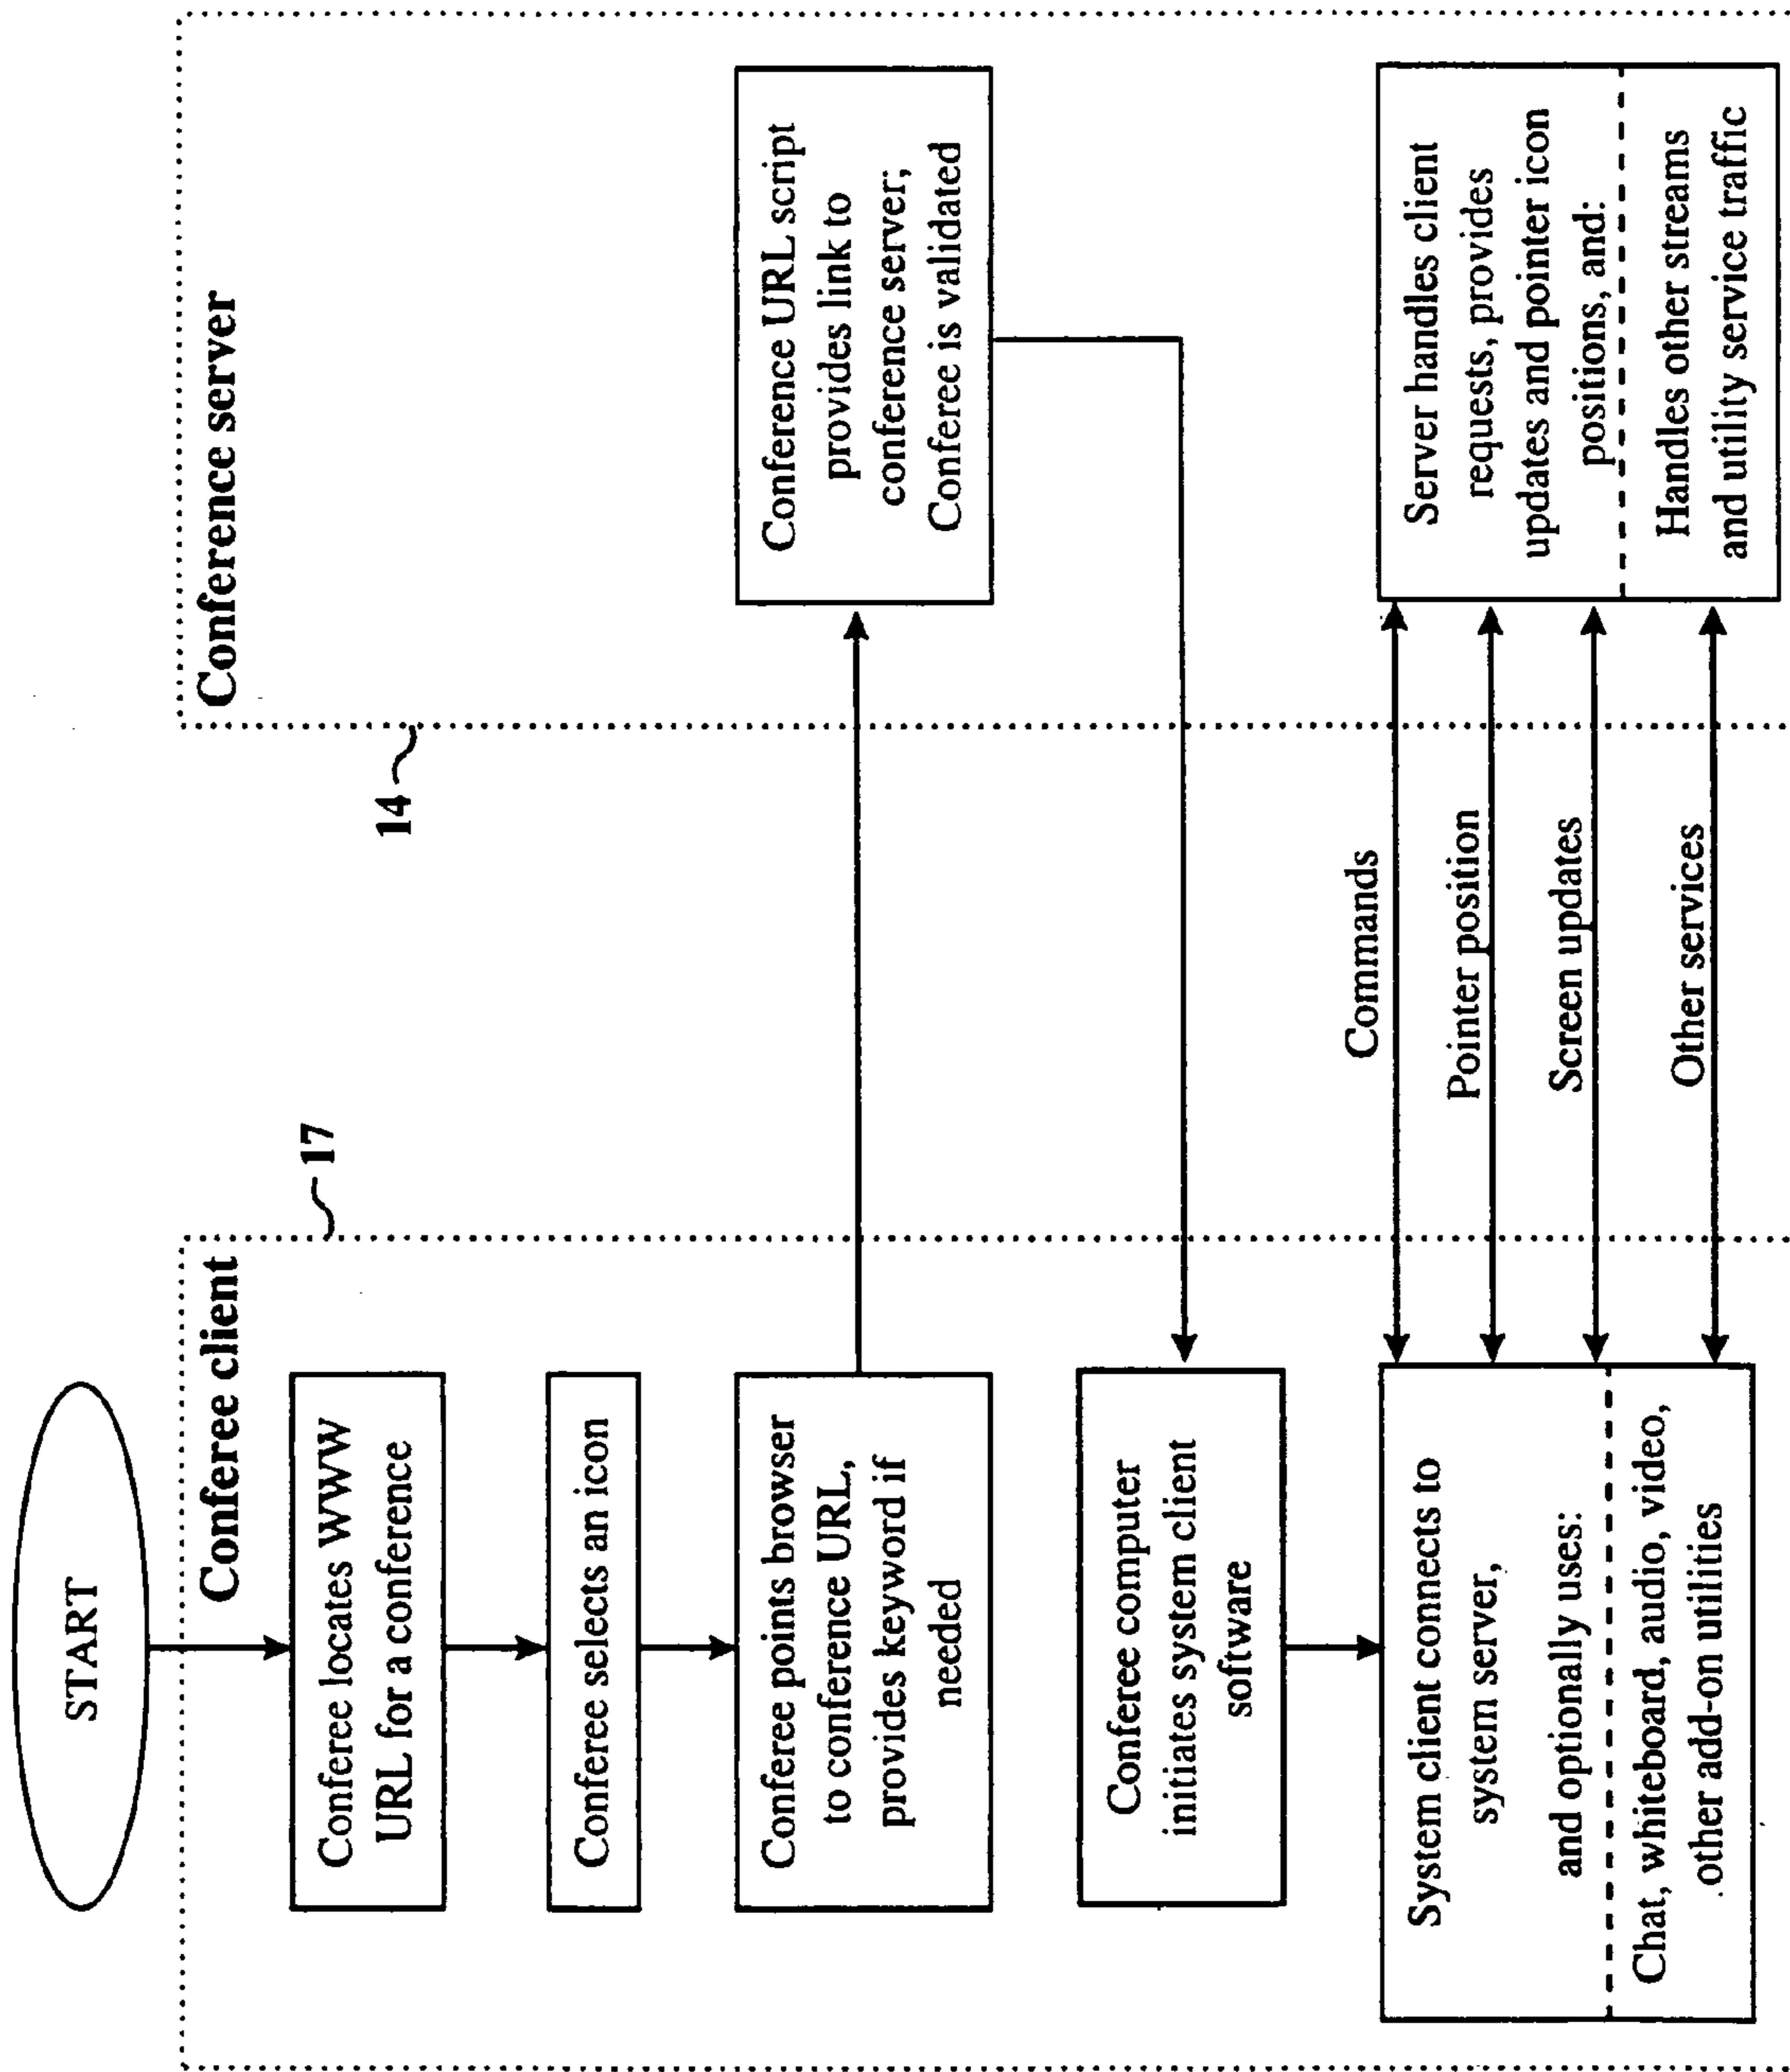 START
Conferee client
17
Conferee locates WWW
URL for a conference
Conferee selects an icon
Conferee points browser
to conference URL,
provides keyword if
needed
Conference server
14
Conference URL script
provides link to
conference server;
Conferee is validated
Conferee computer
initiates system client
software
System client connects to
system server,
and optionally uses:
Chat, whiteboard, audio, video,
other add-on utilities
Commands
Pointer position
Screen updates
Other services
Server handles client
requests, provides
updates and pointer icon
positions, and:
Handles other streams
and utility service traffic